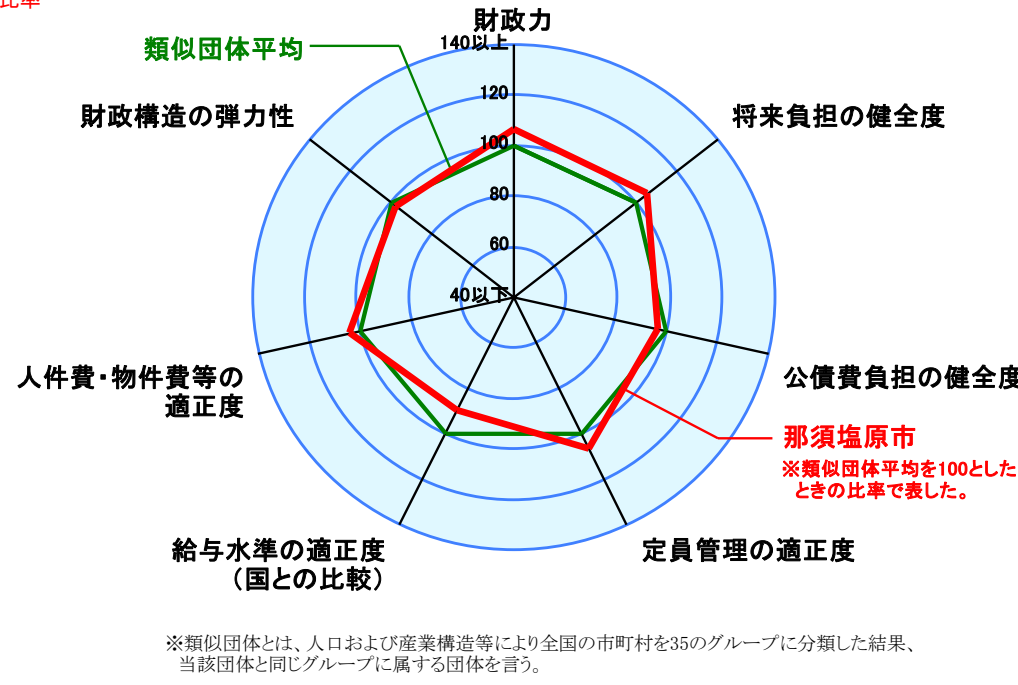 比率
財政力
140以上
類似団体平均
120
財政構造の弾力性
将来負担の健全度
100
80
60
40以下
人件費・物件費等の
適正度
公債費負担の健全度
那須塩原市
※類似団体平均を100とした
ときの比率で表した。
給与水準の適正度
（国との比較）
定員管理の適正度
※類似団体とは、人口および産業構造等により全国の市町村を35のグループに分類した結果、
当該団体と同じグループに属する団体を言う。